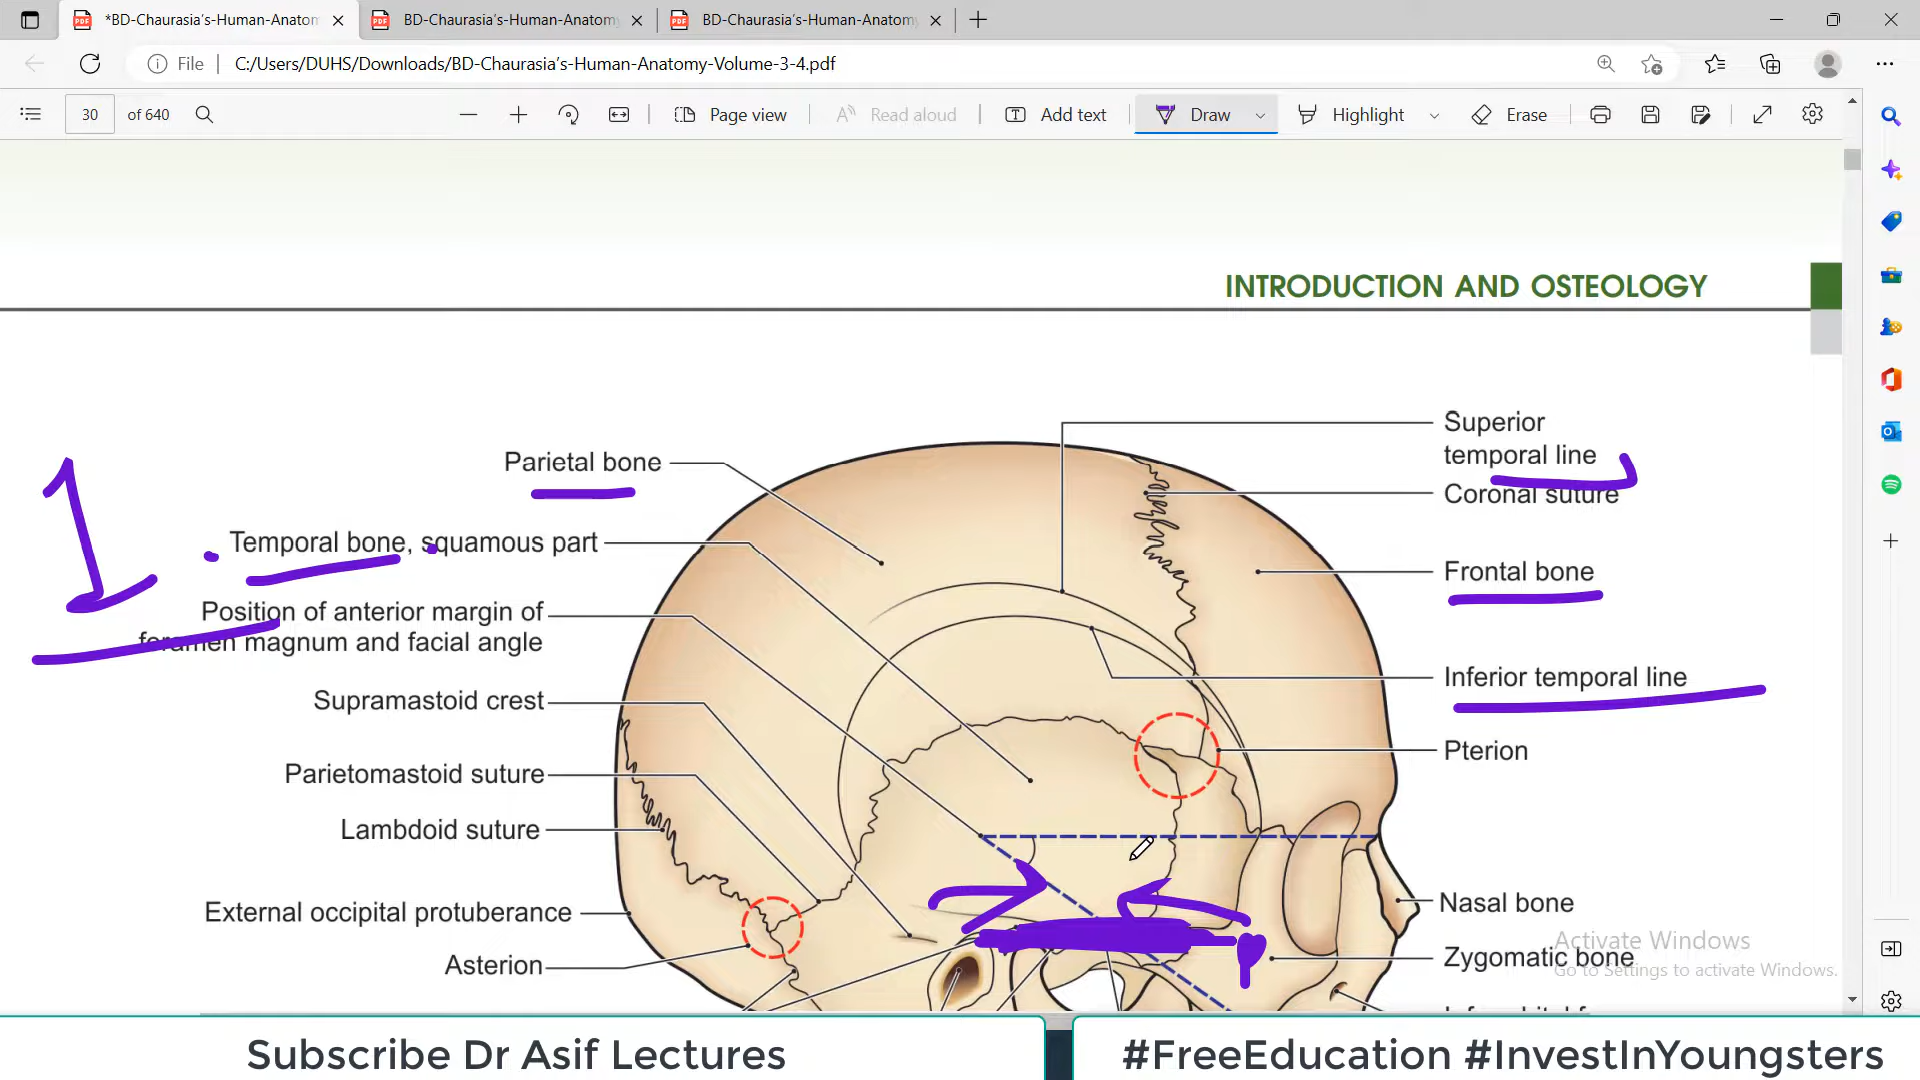 *BD-Chaurasia's-Human-Anatom
BD-Chaurasia's-Human-Anatomy
BD-Chaurasia's-Human-Anatomy
File
C:/Users/DUHS/Downloads/BD-Chaurasia's-Human-Anatomy-Volume-3-4.pdf
30 of 640
Page view
Read aloud
Add text
Draw
Highlight
Erase
INTRODUCTION AND OSTEOLOGY
1
Superior
temporal line
Parietal bone
Coronal suture
Temporal bone, squamous part
Frontal bone
Position of anterior margin of
foramen magnum and facial angle
Inferior temporal line
Supramastoid crest
Pterion
Parietomastoid suture
Lambdoid suture
Nasal bone
External occipital protuberance
Activate Windows
Zygomatic bone
Asterion
Go to Settings to activate Windows.
Subscribe Dr Asif Lectures
#FreeEducation #InvestInYoungsters